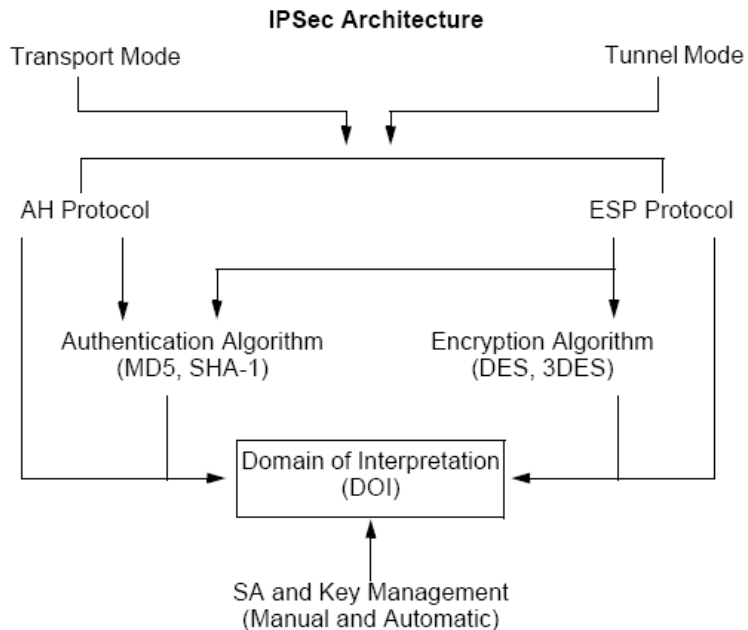 IPSec Architecture
Transport Mode
Tunnel Mode
AH Protocol
ESP Protocol
Authentication Algorithm
(MD5, SHA-1)
Encryption Algorithm
(DES, 3DES)
Domain of Interpretation
(DOI)
SA and Key Management
(Manual and Automatic)